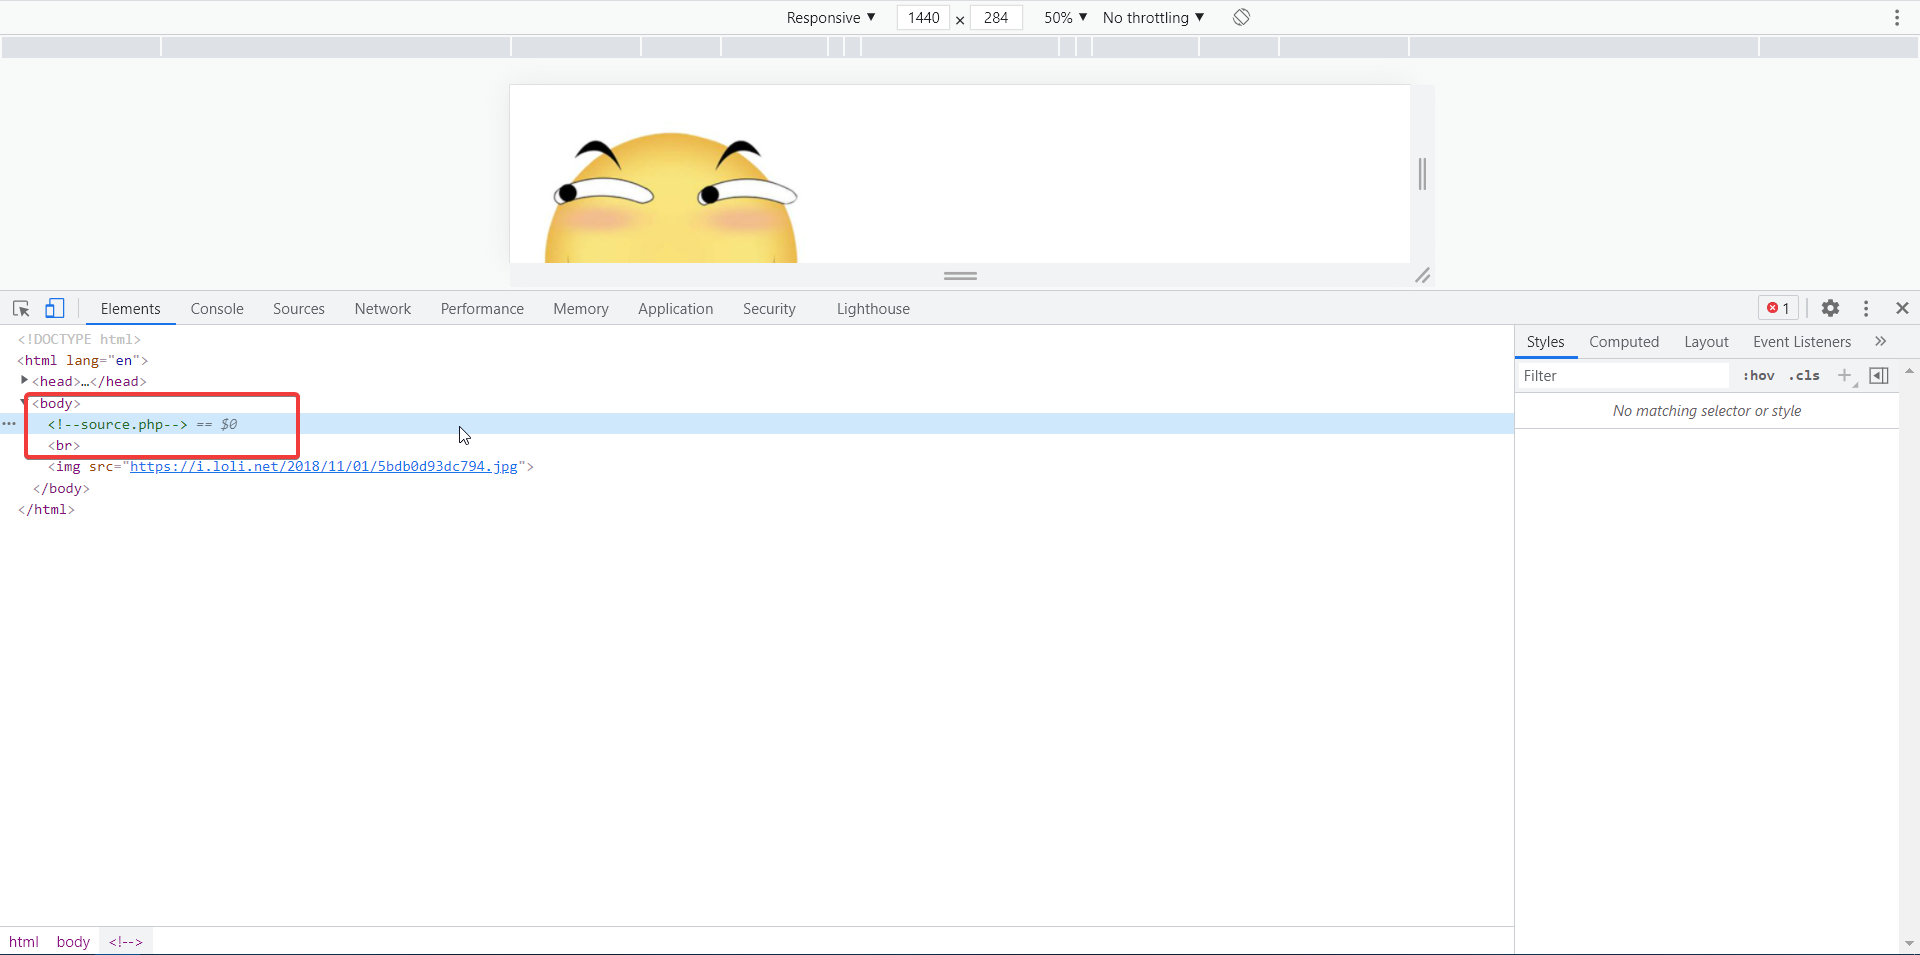 Responsive ▼ 1440 × 284 50% ▼ No throttling ▼
Elements Console Sources Network Performance Memory Application Security Lighthouse 1
<!DOCTYPE html>
<html lang="en">
<head>…</head>
<body>
<!--source.php--> == $0
<br>
<img src="https://i.loli.net/2018/11/01/5bdb0d93dc794.jpg">
</body>
</html>
Styles Computed Layout Event Listeners »
Filter :hov .cls +
No matching selector or style
html body <!-->